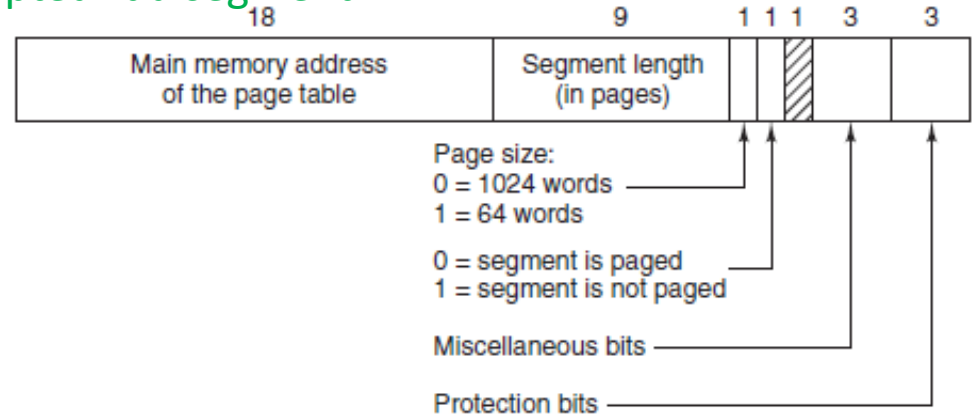 18 9 1 1 1 3 3
Main memory address
of the page table
Segment length
(in pages)
Page size:
0 = 1024 words
1 = 64 words
0 = segment is paged
1 = segment is not paged
Miscellaneous bits
Protection bits